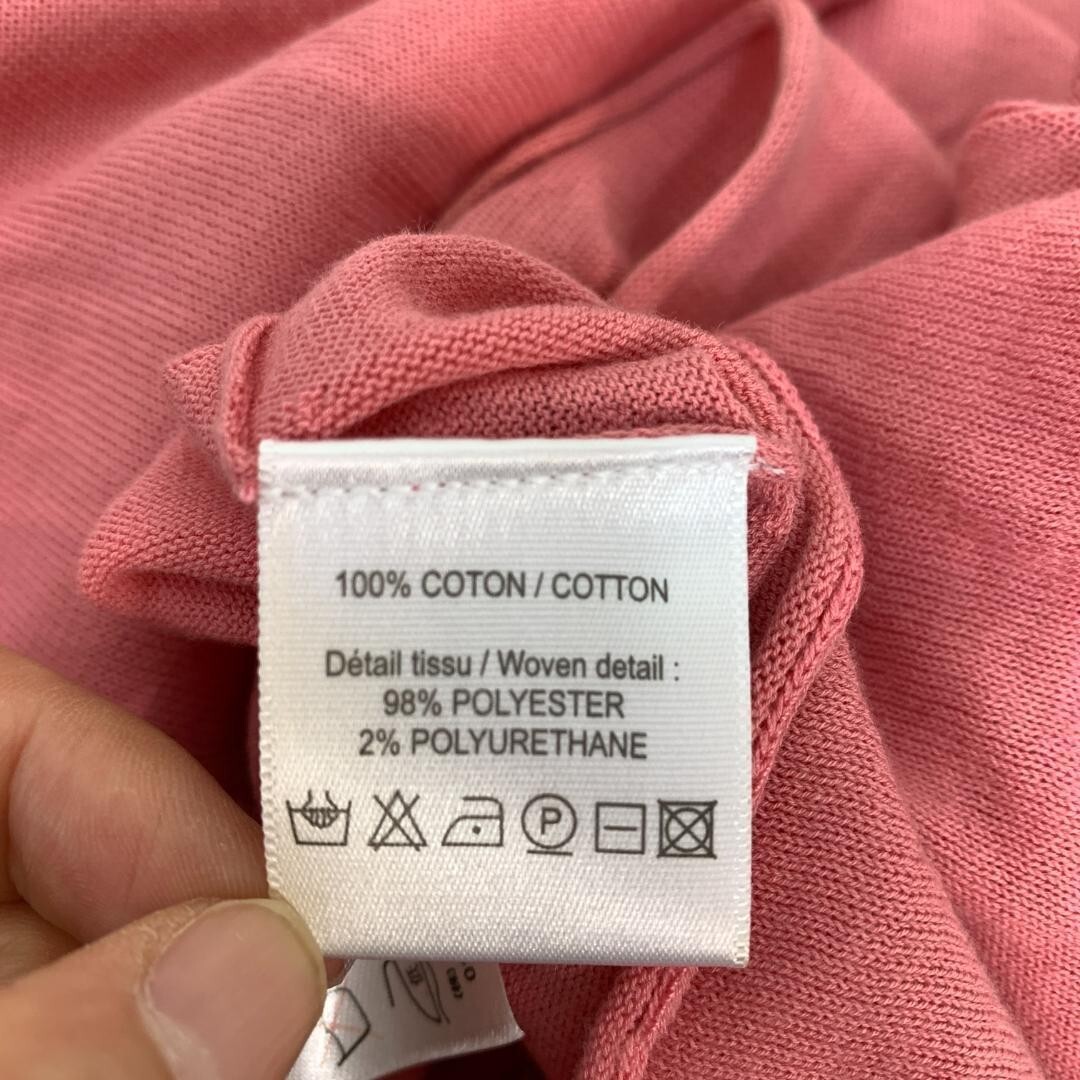 100% COTON / COTTON
Détail tissu / Woven detail :
98% POLYESTER
2% POLYURETHANE
P